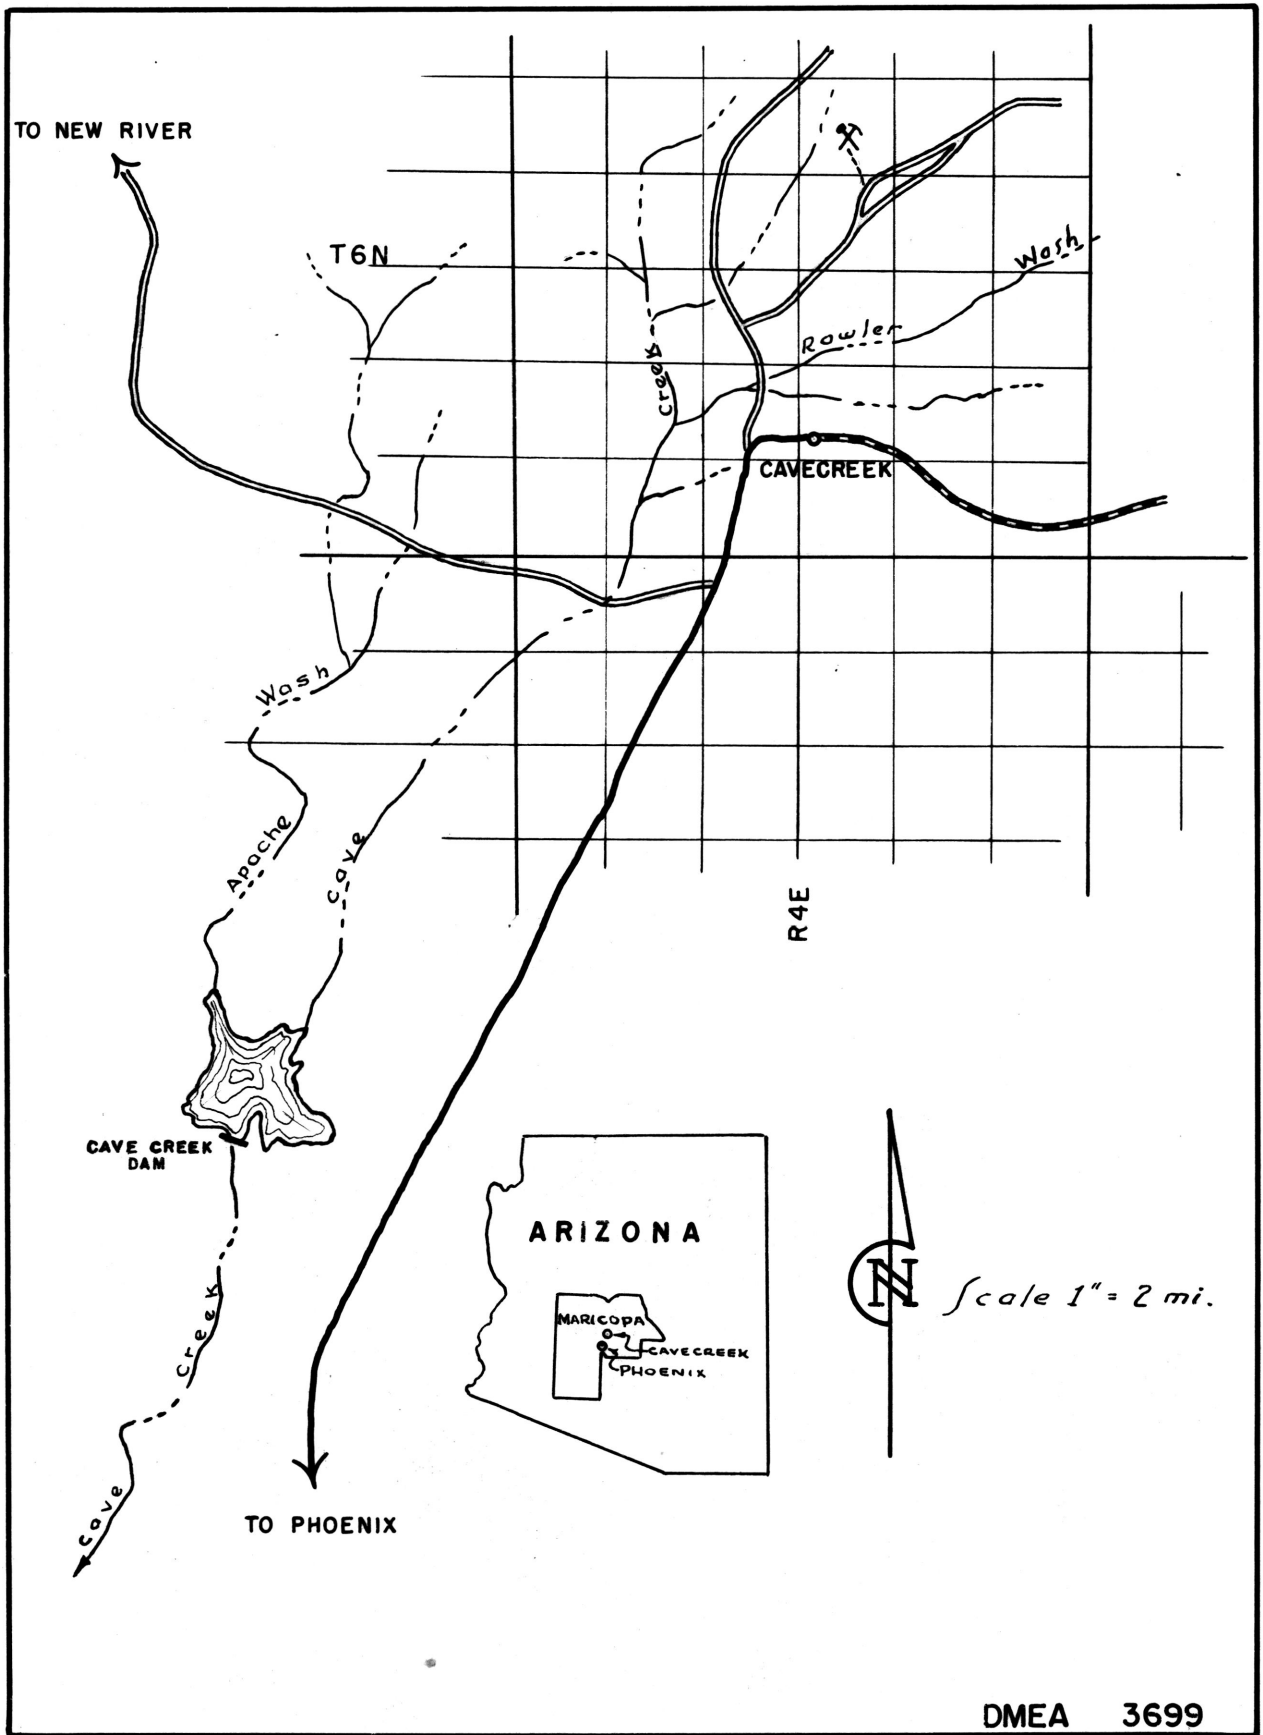 TO NEW RIVER
T6N
Wash
Rowler
Creek
CAVECREEK
Wash
Apache
Cave
R4E
CAVE CREEK
DAM
ARIZONA
MARICOPA
CAVECREEK
PHOENIX
N
Scale 1" = 2 mi.
Creek
Cave
TO PHOENIX
DMEA 3699